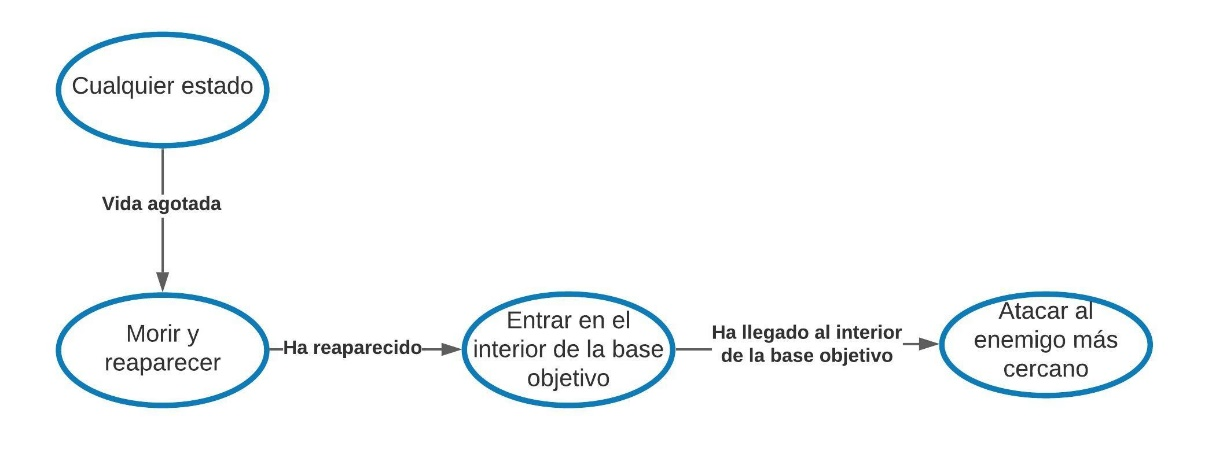 Cualquier estado
Vida agotada
Morir y
reaparecer
Ha reaparecido
Entrar en el
interior de la base
objetivo
Ha llegado al interior
de la base objetivo
Atacar al
enemigo más
cercano